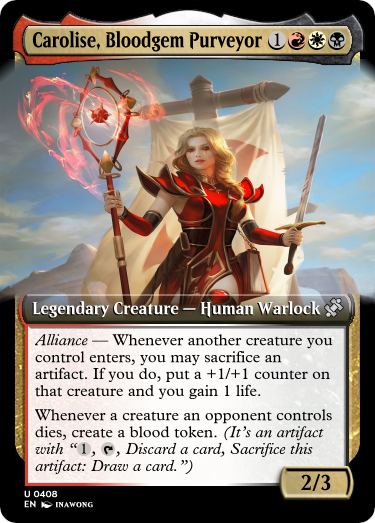 Carolise, Bloodgem Purveyor 1
Legendary Creature — Human Warlock
Alliance — Whenever another creature you
control enters, you may sacrifice an
artifact. If you do, put a +1/+1 counter on
that creature and you gain 1 life.
Whenever a creature an opponent controls
dies, create a blood token. (It's an artifact
with “1, , Discard a card, Sacrifice this
artifact: Draw a card.”)
2/3
U 0408
EN INAWONG